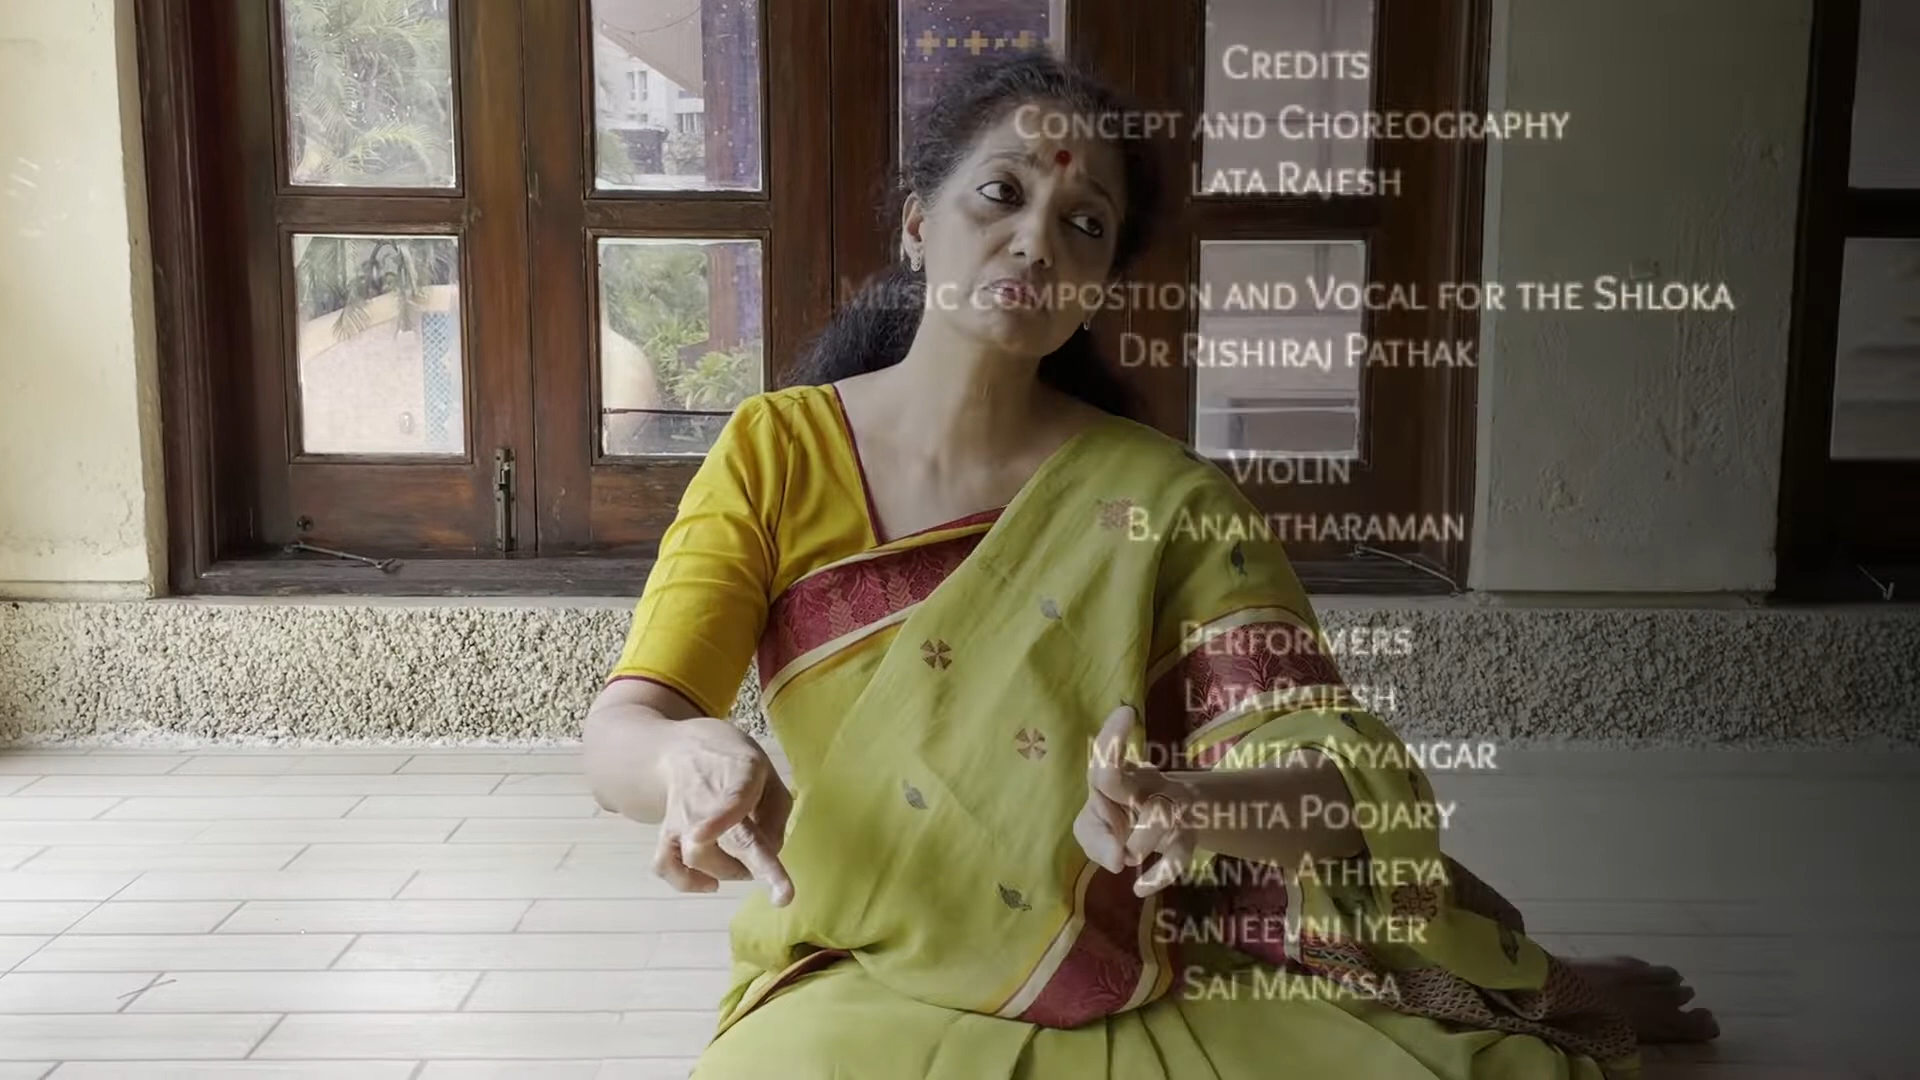 CREDITS
CONCEPT AND CHOREOGRAPHY
LATA RAJESH
MUSIC COMPOSTION AND VOCAL FOR THE SHLOKA
DR RISHIRAJ PATHAK
VIOLIN
B. ANANTHARAMAN
PERFORMERS
LATA RAJESH
MADHUMITA AYYANGAR
LAKSHITA POOJARY
LAVANYA ATHREYA
SANJEEVNI IYER
SAI MANASA